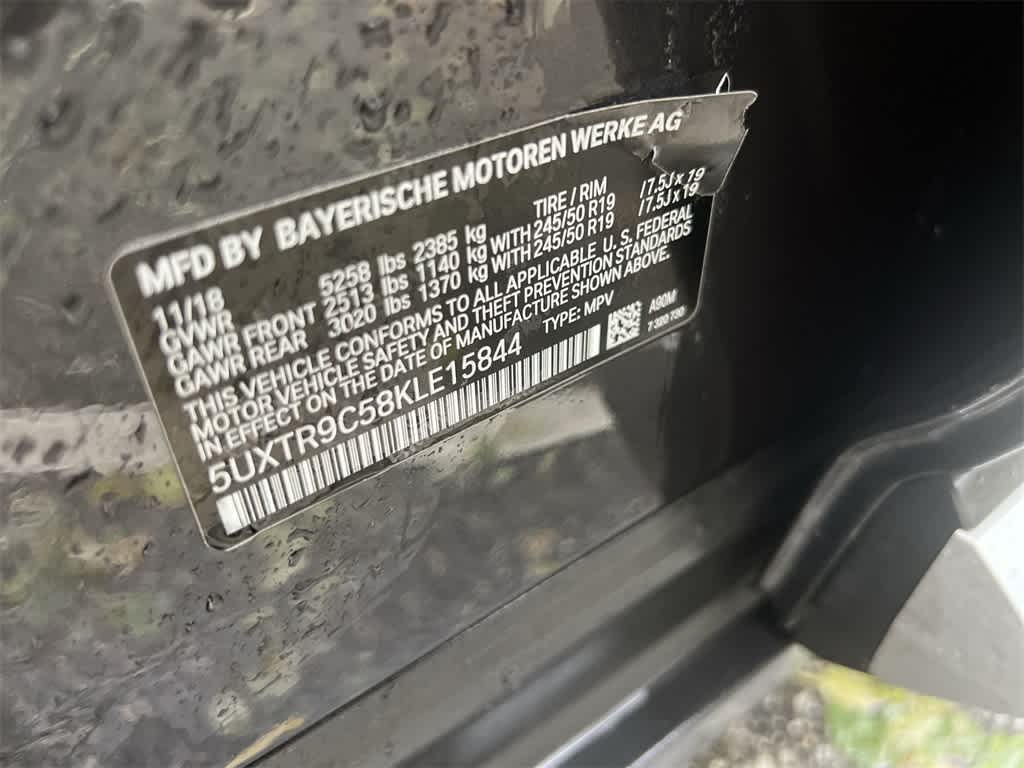 MFD BY BAYERISCHE MOTOREN WERKE AG
11/18 TIRE / RIM
GVWR 5258 lbs 2385 kg
GAWR FRONT 2513 lbs 1140 kg WITH 245/50 R19 / 7.5J x 19
GAWR REAR 3020 lbs 1370 kg WITH 245/50 R19 / 7.5J x 19
THIS VEHICLE CONFORMS TO ALL APPLICABLE U. S. FEDERAL
MOTOR VEHICLE SAFETY AND THEFT PREVENTION STANDARDS
IN EFFECT ON THE DATE OF MANUFACTURE SHOWN ABOVE.
5UXTR9C58KLE15844 TYPE: MPV A90M
7 320 730